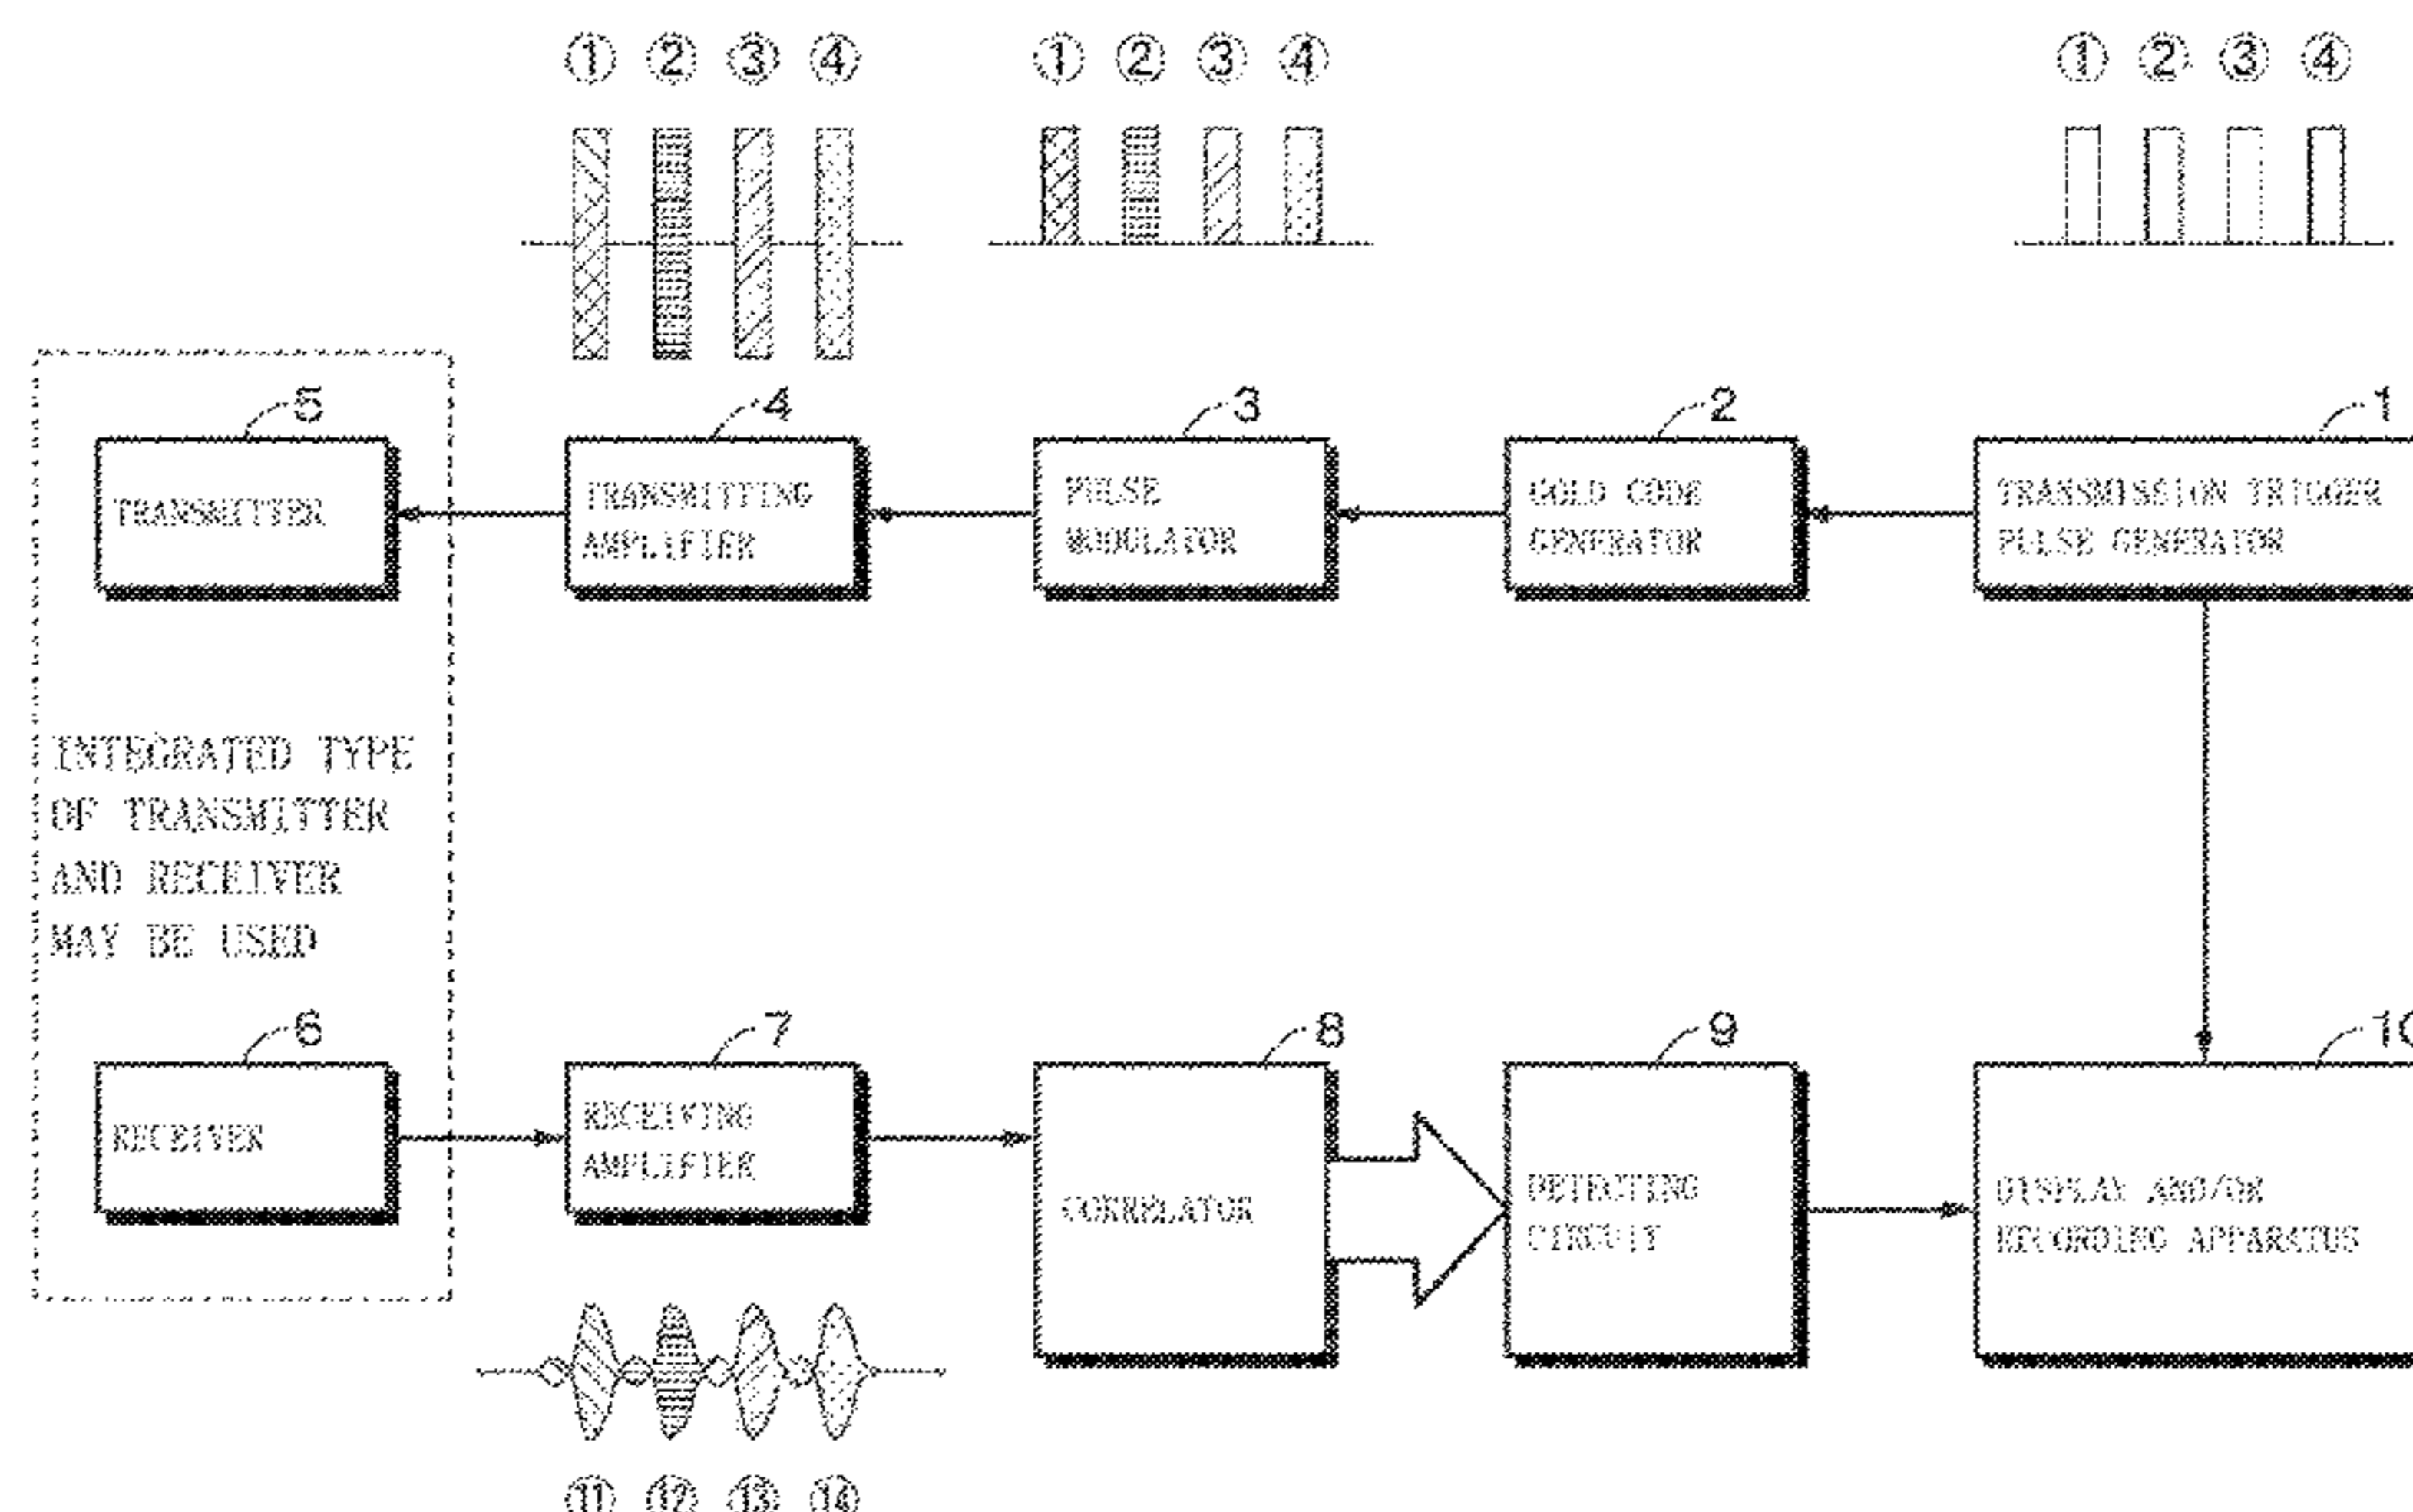 ① ② ③ ④
① ② ③ ④
① ② ③ ④
5
4
3
2
1
TRANSMITTER
TRANSMITTING
AMPLIFIER
PULSE
MODULATOR
GOLD CODE
GENERATOR
TRANSMISSION TRIGGER
PULSE GENERATOR
INTEGRATED TYPE
OF TRANSMITTER
AND RECEIVER
MAY BE USED
6
7
8
9
10
RECEIVER
RECEIVING
AMPLIFIER
CORRELATOR
DETECTING
CIRCUIT
DISPLAY AND/OR
RECORDING APPARATUS
⑪ ⑫ ⑬ ⑭